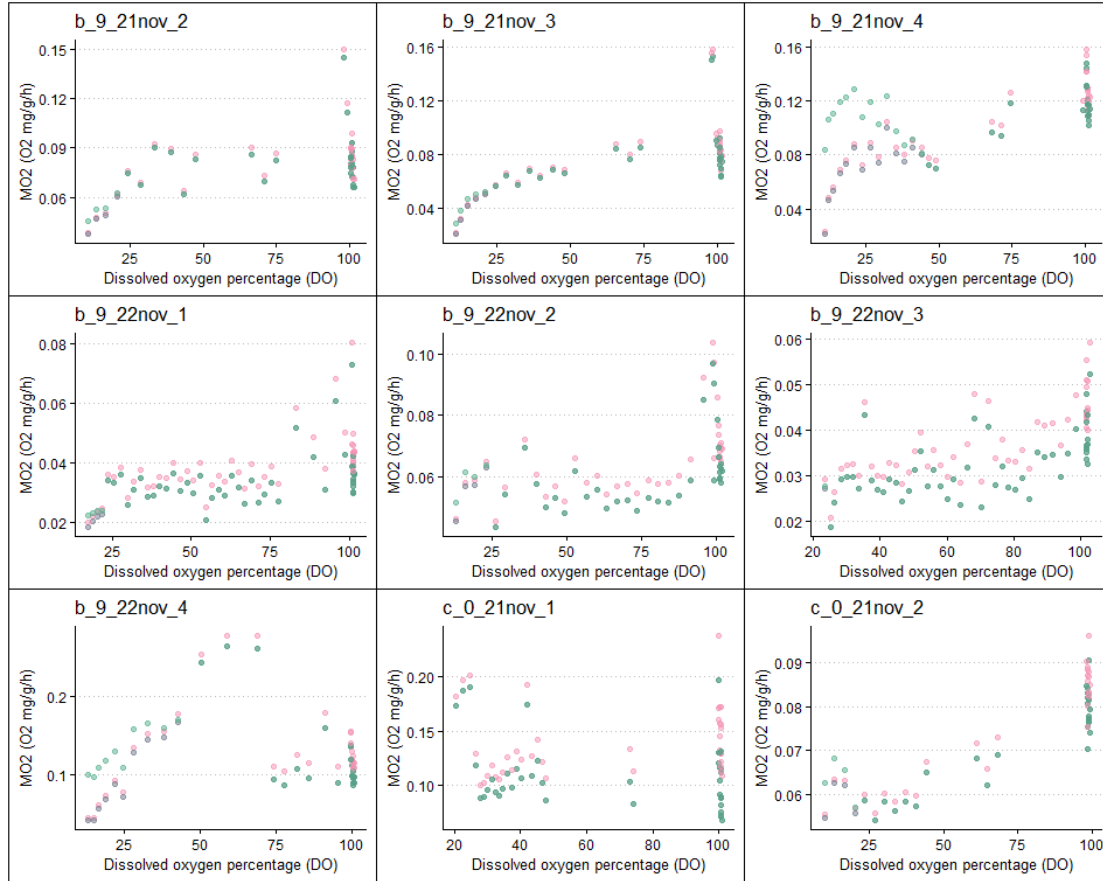 b_9_21nov_2
0.15
0.12
0.09
0.06
MO2 (O2 mg/g/h)
25 50 75 100
Dissolved oxygen percentage (DO)
b_9_21nov_3
0.16
0.12
0.08
0.04
MO2 (O2 mg/g/h)
25 50 75 100
Dissolved oxygen percentage (DO)
b_9_21nov_4
0.16
0.12
0.08
0.04
MO2 (O2 mg/g/h)
25 50 75 100
Dissolved oxygen percentage (DO)
b_9_22nov_1
0.08
0.06
0.04
0.02
MO2 (O2 mg/g/h)
25 50 75 100
Dissolved oxygen percentage (DO)
b_9_22nov_2
0.10
0.08
0.06
MO2 (O2 mg/g/h)
25 50 75 100
Dissolved oxygen percentage (DO)
b_9_22nov_3
0.06
0.05
0.04
0.03
0.02
MO2 (O2 mg/g/h)
20 40 60 80 100
Dissolved oxygen percentage (DO)
b_9_22nov_4
0.2
0.1
MO2 (O2 mg/g/h)
25 50 75 100
Dissolved oxygen percentage (DO)
c_0_21nov_1
0.20
0.15
0.10
MO2 (O2 mg/g/h)
20 40 60 80 100
Dissolved oxygen percentage (DO)
c_0_21nov_2
0.09
0.08
0.07
0.06
MO2 (O2 mg/g/h)
25 50 75 100
Dissolved oxygen percentage (DO)